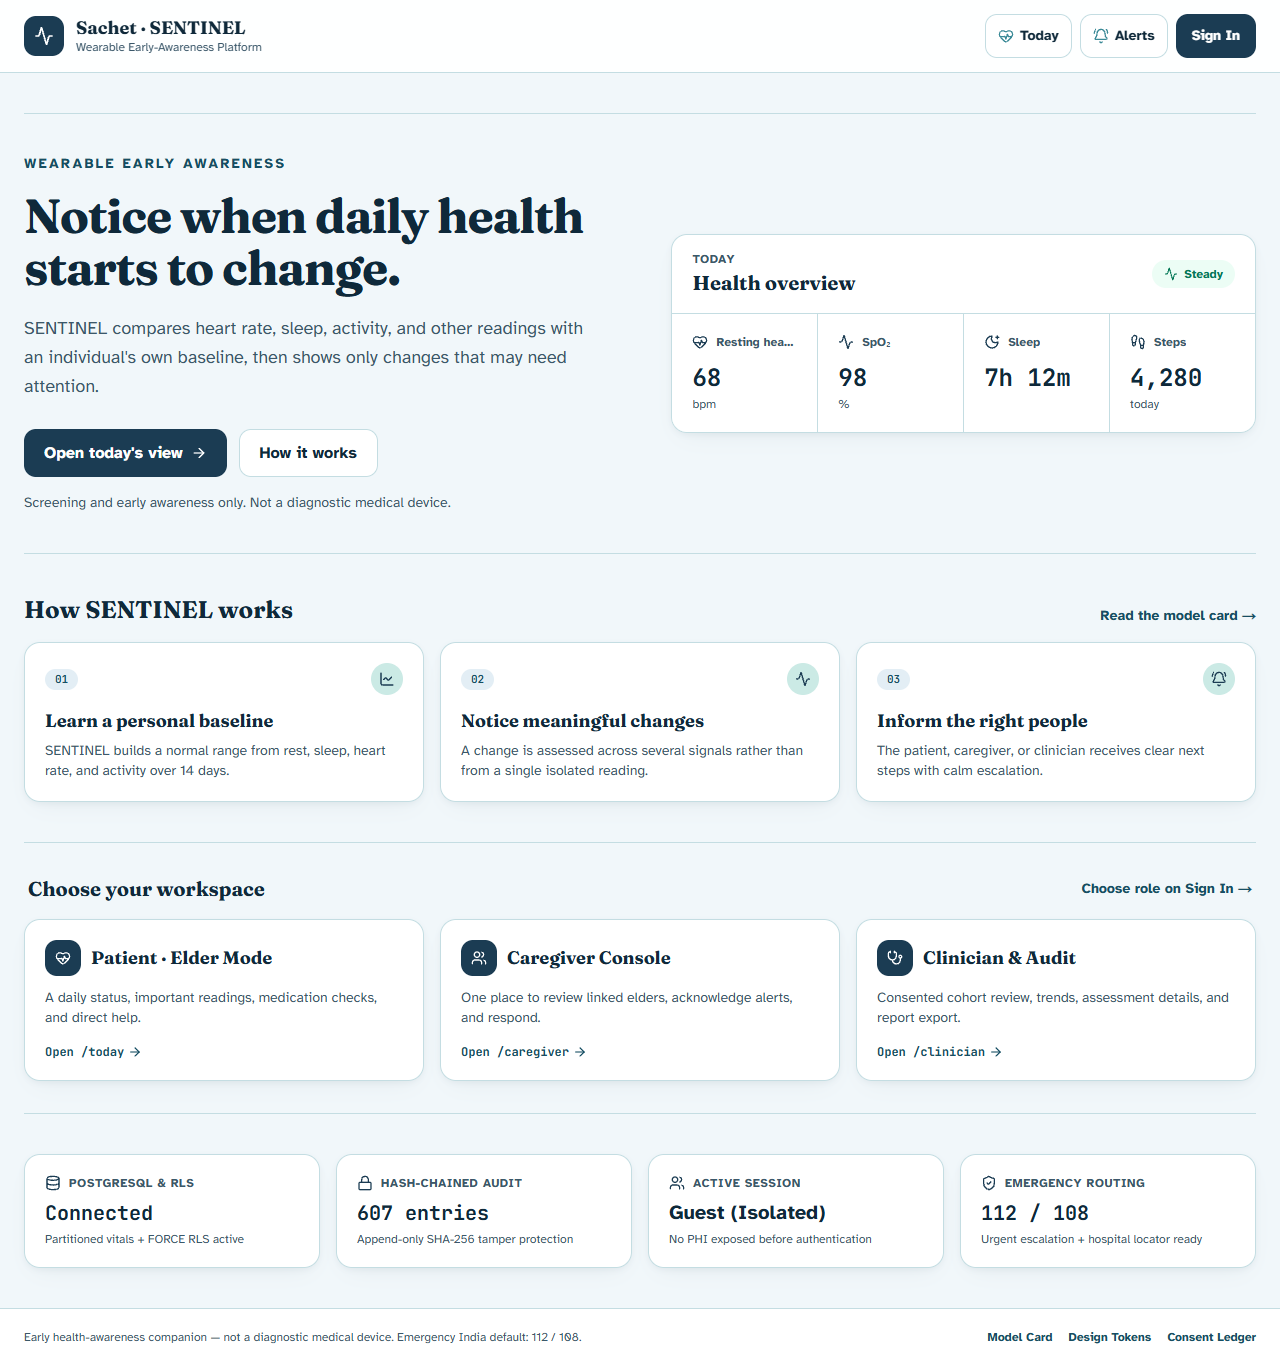 Sachet · SENTINEL
Wearable Early-Awareness Platform
Today
Alerts
Sign In
WEARABLE EARLY AWARENESS
Notice when daily health
starts to change.
SENTINEL compares heart rate, sleep, activity, and other readings with
an individual's own baseline, then shows only changes that may need
attention.
Open today's view →
How it works
Screening and early awareness only. Not a diagnostic medical device.
TODAY
Health overview
Steady
Resting hea...
68
bpm
SpO₂
98
%
Sleep
7h 12m
Steps
4,280
today
How SENTINEL works
Read the model card →
01
Learn a personal baseline
SENTINEL builds a normal range from rest, sleep, heart
rate, and activity over 14 days.
02
Notice meaningful changes
A change is assessed across several signals rather than
from a single isolated reading.
03
Inform the right people
The patient, caregiver, or clinician receives clear next
steps with calm escalation.
Choose your workspace
Choose role on Sign In →
Patient · Elder Mode
A daily status, important readings, medication checks,
and direct help.
Open /today →
Caregiver Console
One place to review linked elders, acknowledge alerts,
and respond.
Open /caregiver →
Clinician & Audit
Consented cohort review, trends, assessment details, and
report export.
Open /clinician →
POSTGRESQL & RLS
Connected
Partitioned vitals + FORCE RLS active
HASH-CHAINED AUDIT
607 entries
Append-only SHA-256 tamper protection
ACTIVE SESSION
Guest (Isolated)
No PHI exposed before authentication
EMERGENCY ROUTING
112 / 108
Urgent escalation + hospital locator ready
Early health-awareness companion — not a diagnostic medical device. Emergency India default: 112 / 108.
Model Card
Design Tokens
Consent Ledger